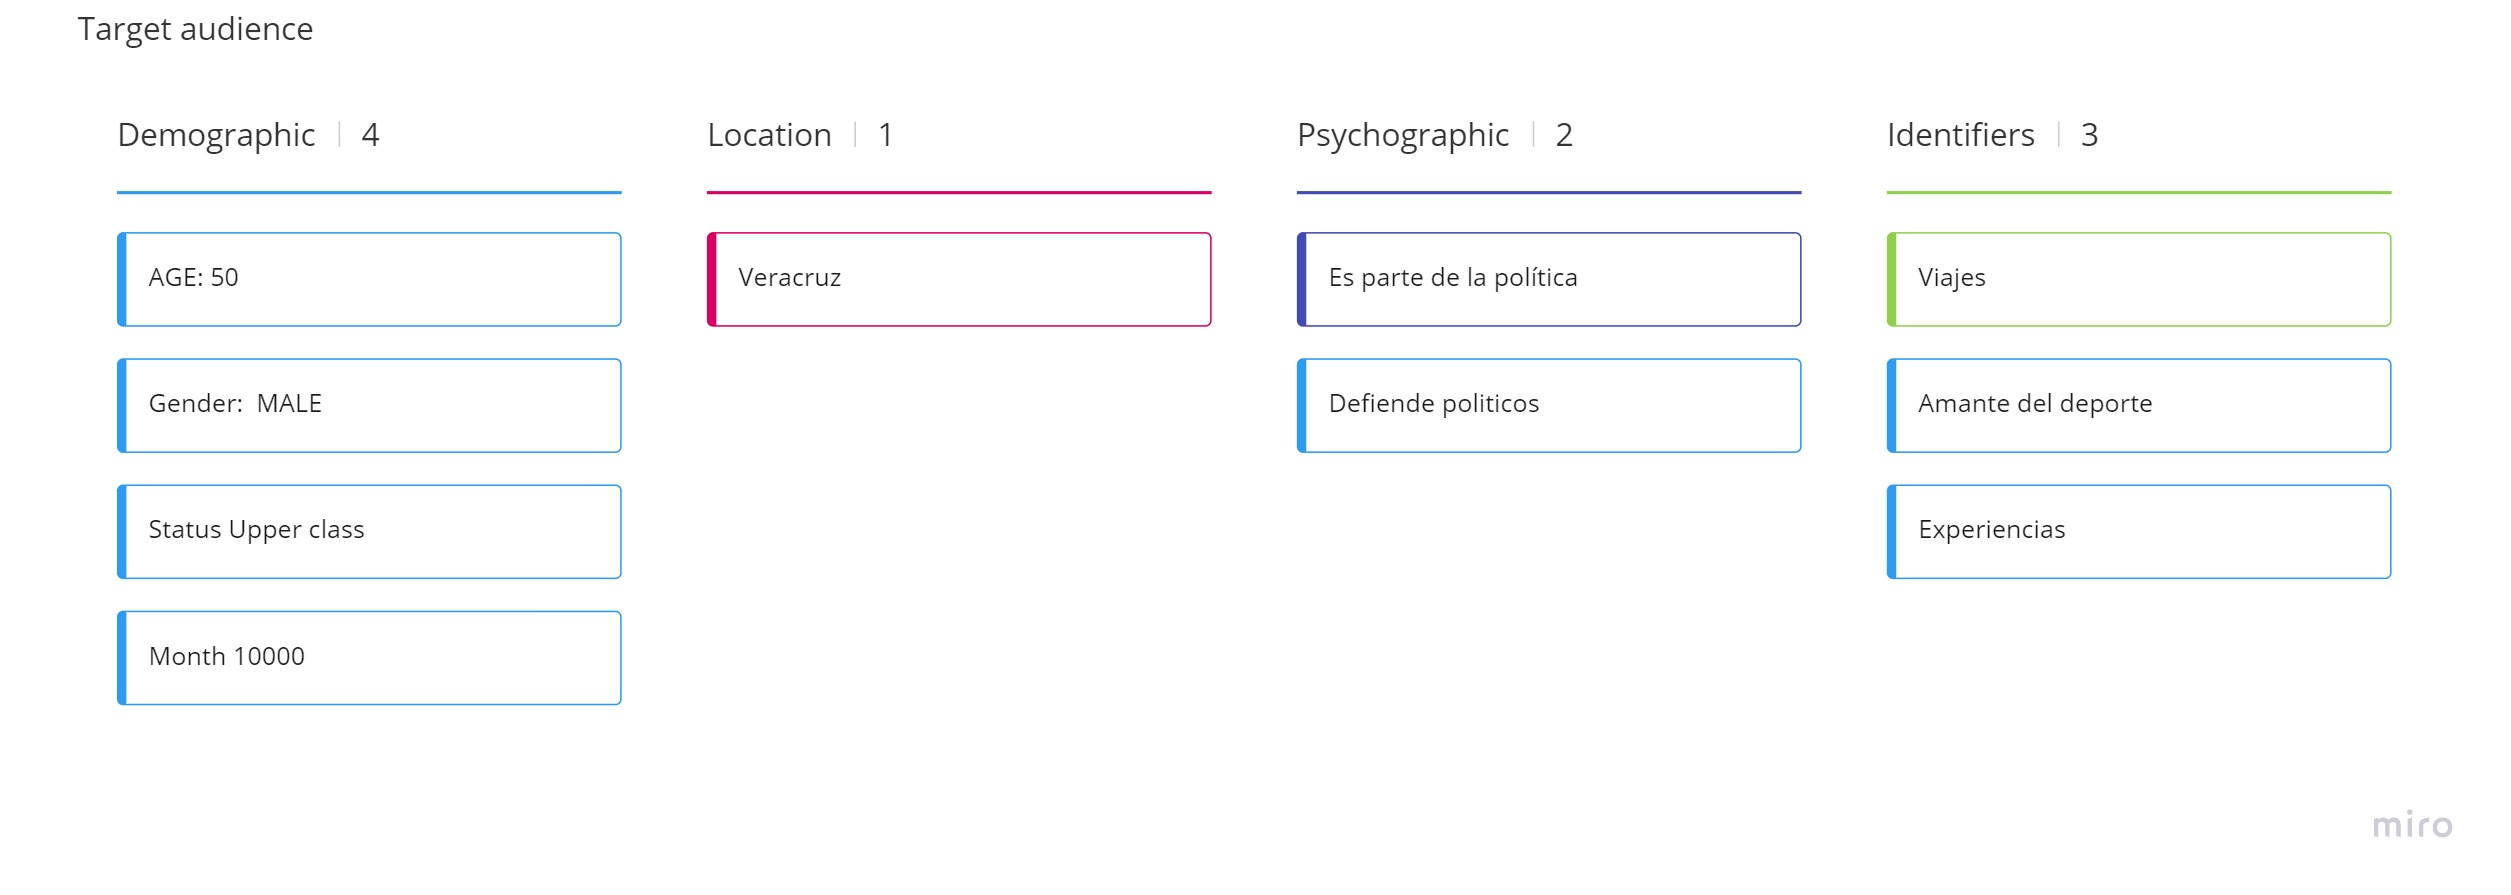 Target audience
Demographic | 4
AGE: 50
Gender:  MALE
Status Upper class
Month 10000
Location | 1
Veracruz
Psychographic | 2
Es parte de la política
Defiende politicos
Identifiers | 3
Viajes
Amante del deporte
Experiencias
miro